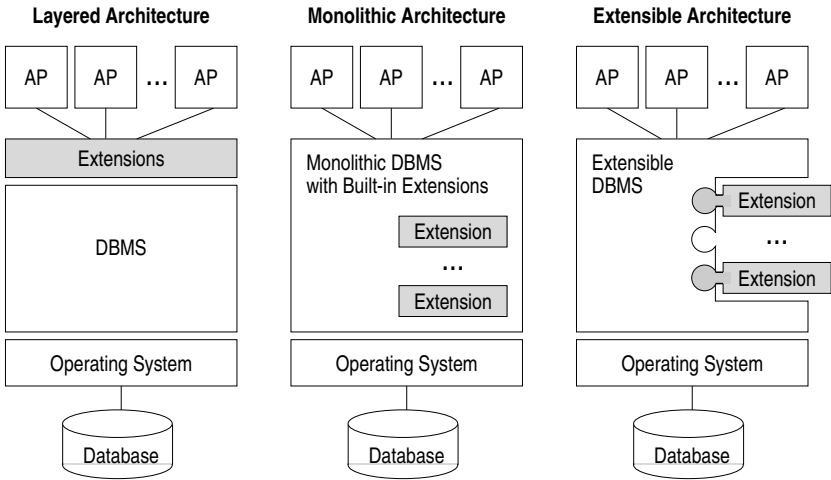 Layered Architecture
AP AP ... AP
Extensions
DBMS
Operating System
Database
Monolithic Architecture
AP AP ... AP
Monolithic DBMS
with Built-in Extensions
Extension
...
Extension
Operating System
Database
Extensible Architecture
AP AP ... AP
Extensible
DBMS
Extension
...
Extension
Operating System
Database